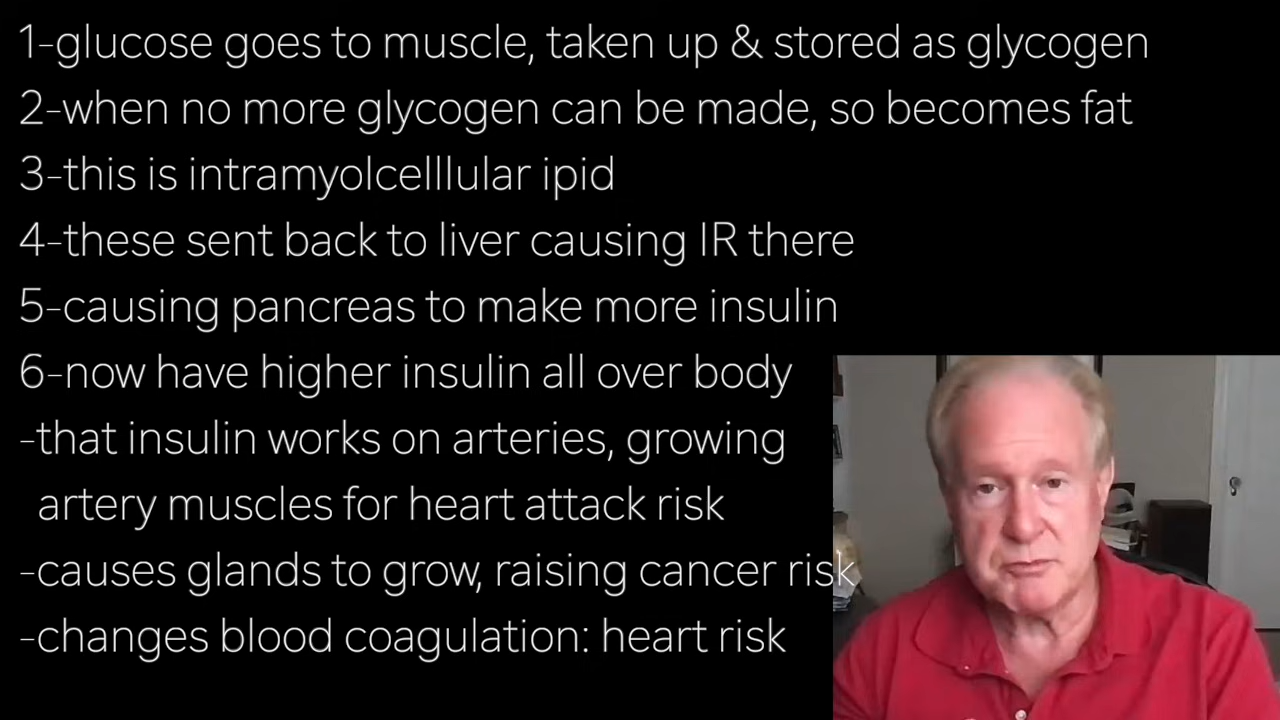 1-glucose goes to muscle, taken up & stored as glycogen
2-when no more glycogen can be made, so becomes fat
3-this is intramyolcelllular ipid
4-these sent back to liver causing IR there
5-causing pancreas to make more insulin
6-now have higher insulin all over body
-that insulin works on arteries, growing
artery muscles for heart attack risk
-causes glands to grow, raising cancer risk
-changes blood coagulation: heart risk